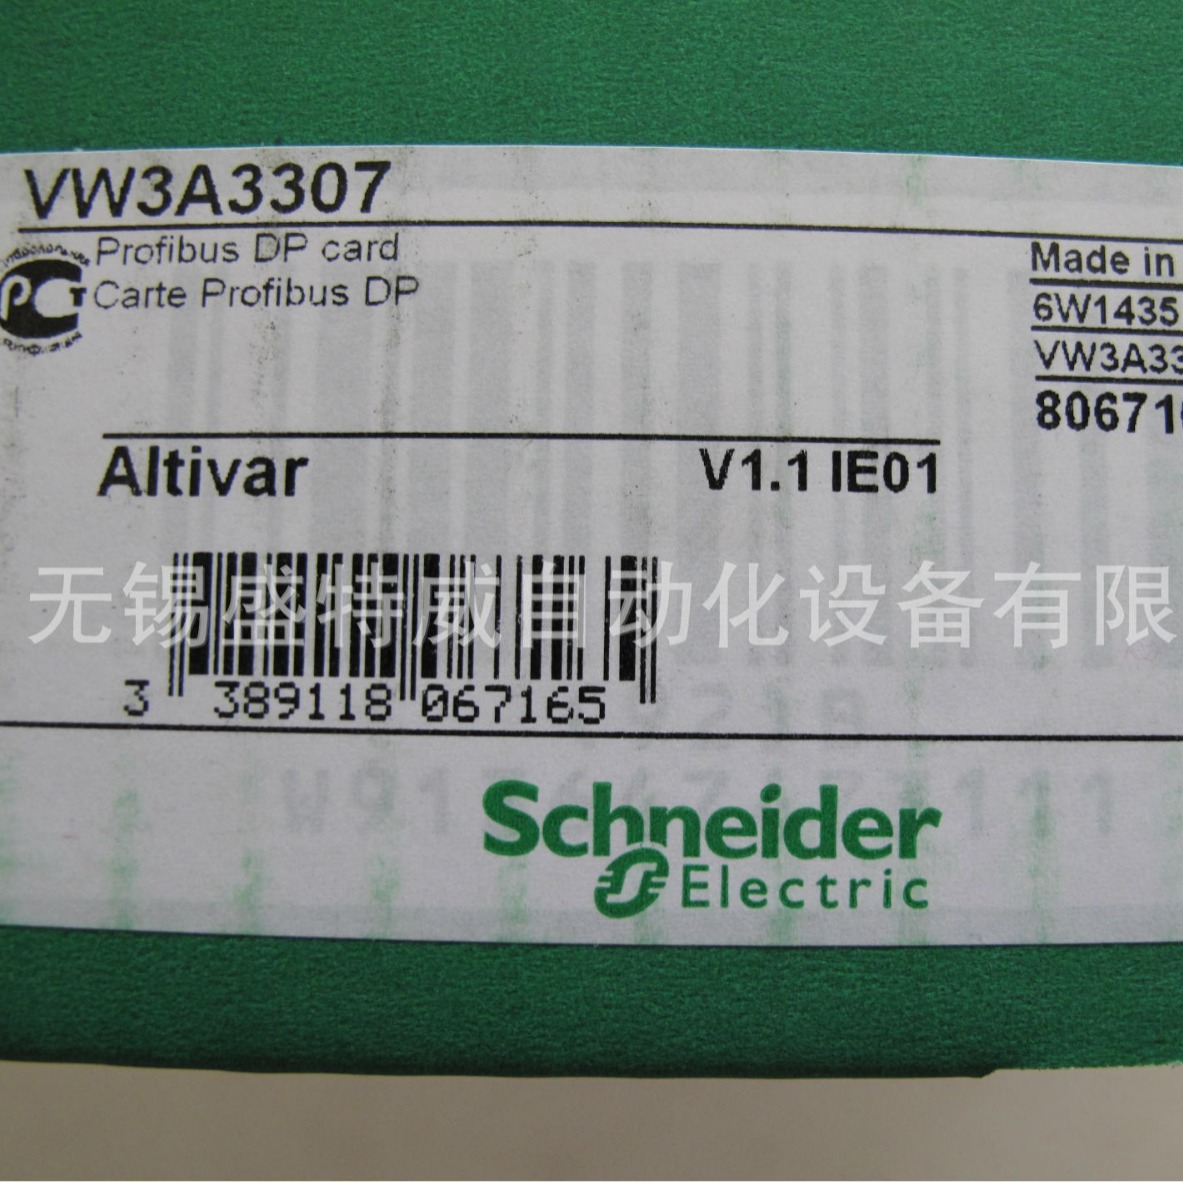 VW3A3307
Profibus DP card
Carte Profibus DP
PCT
Made in
6W1435
VW3A33
80671
Altivar
V1.1 IE01
无锡盛特威自动化设备有限
3 389118 067165
Schneider
Electric